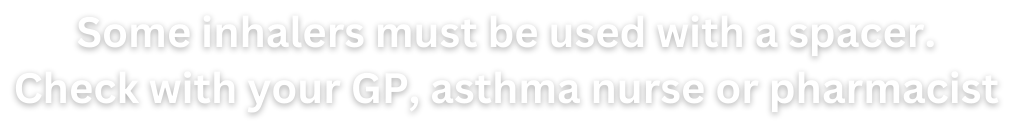 Some inhalers must be used with a spacer.
Check with your GP, asthma nurse or pharmacist